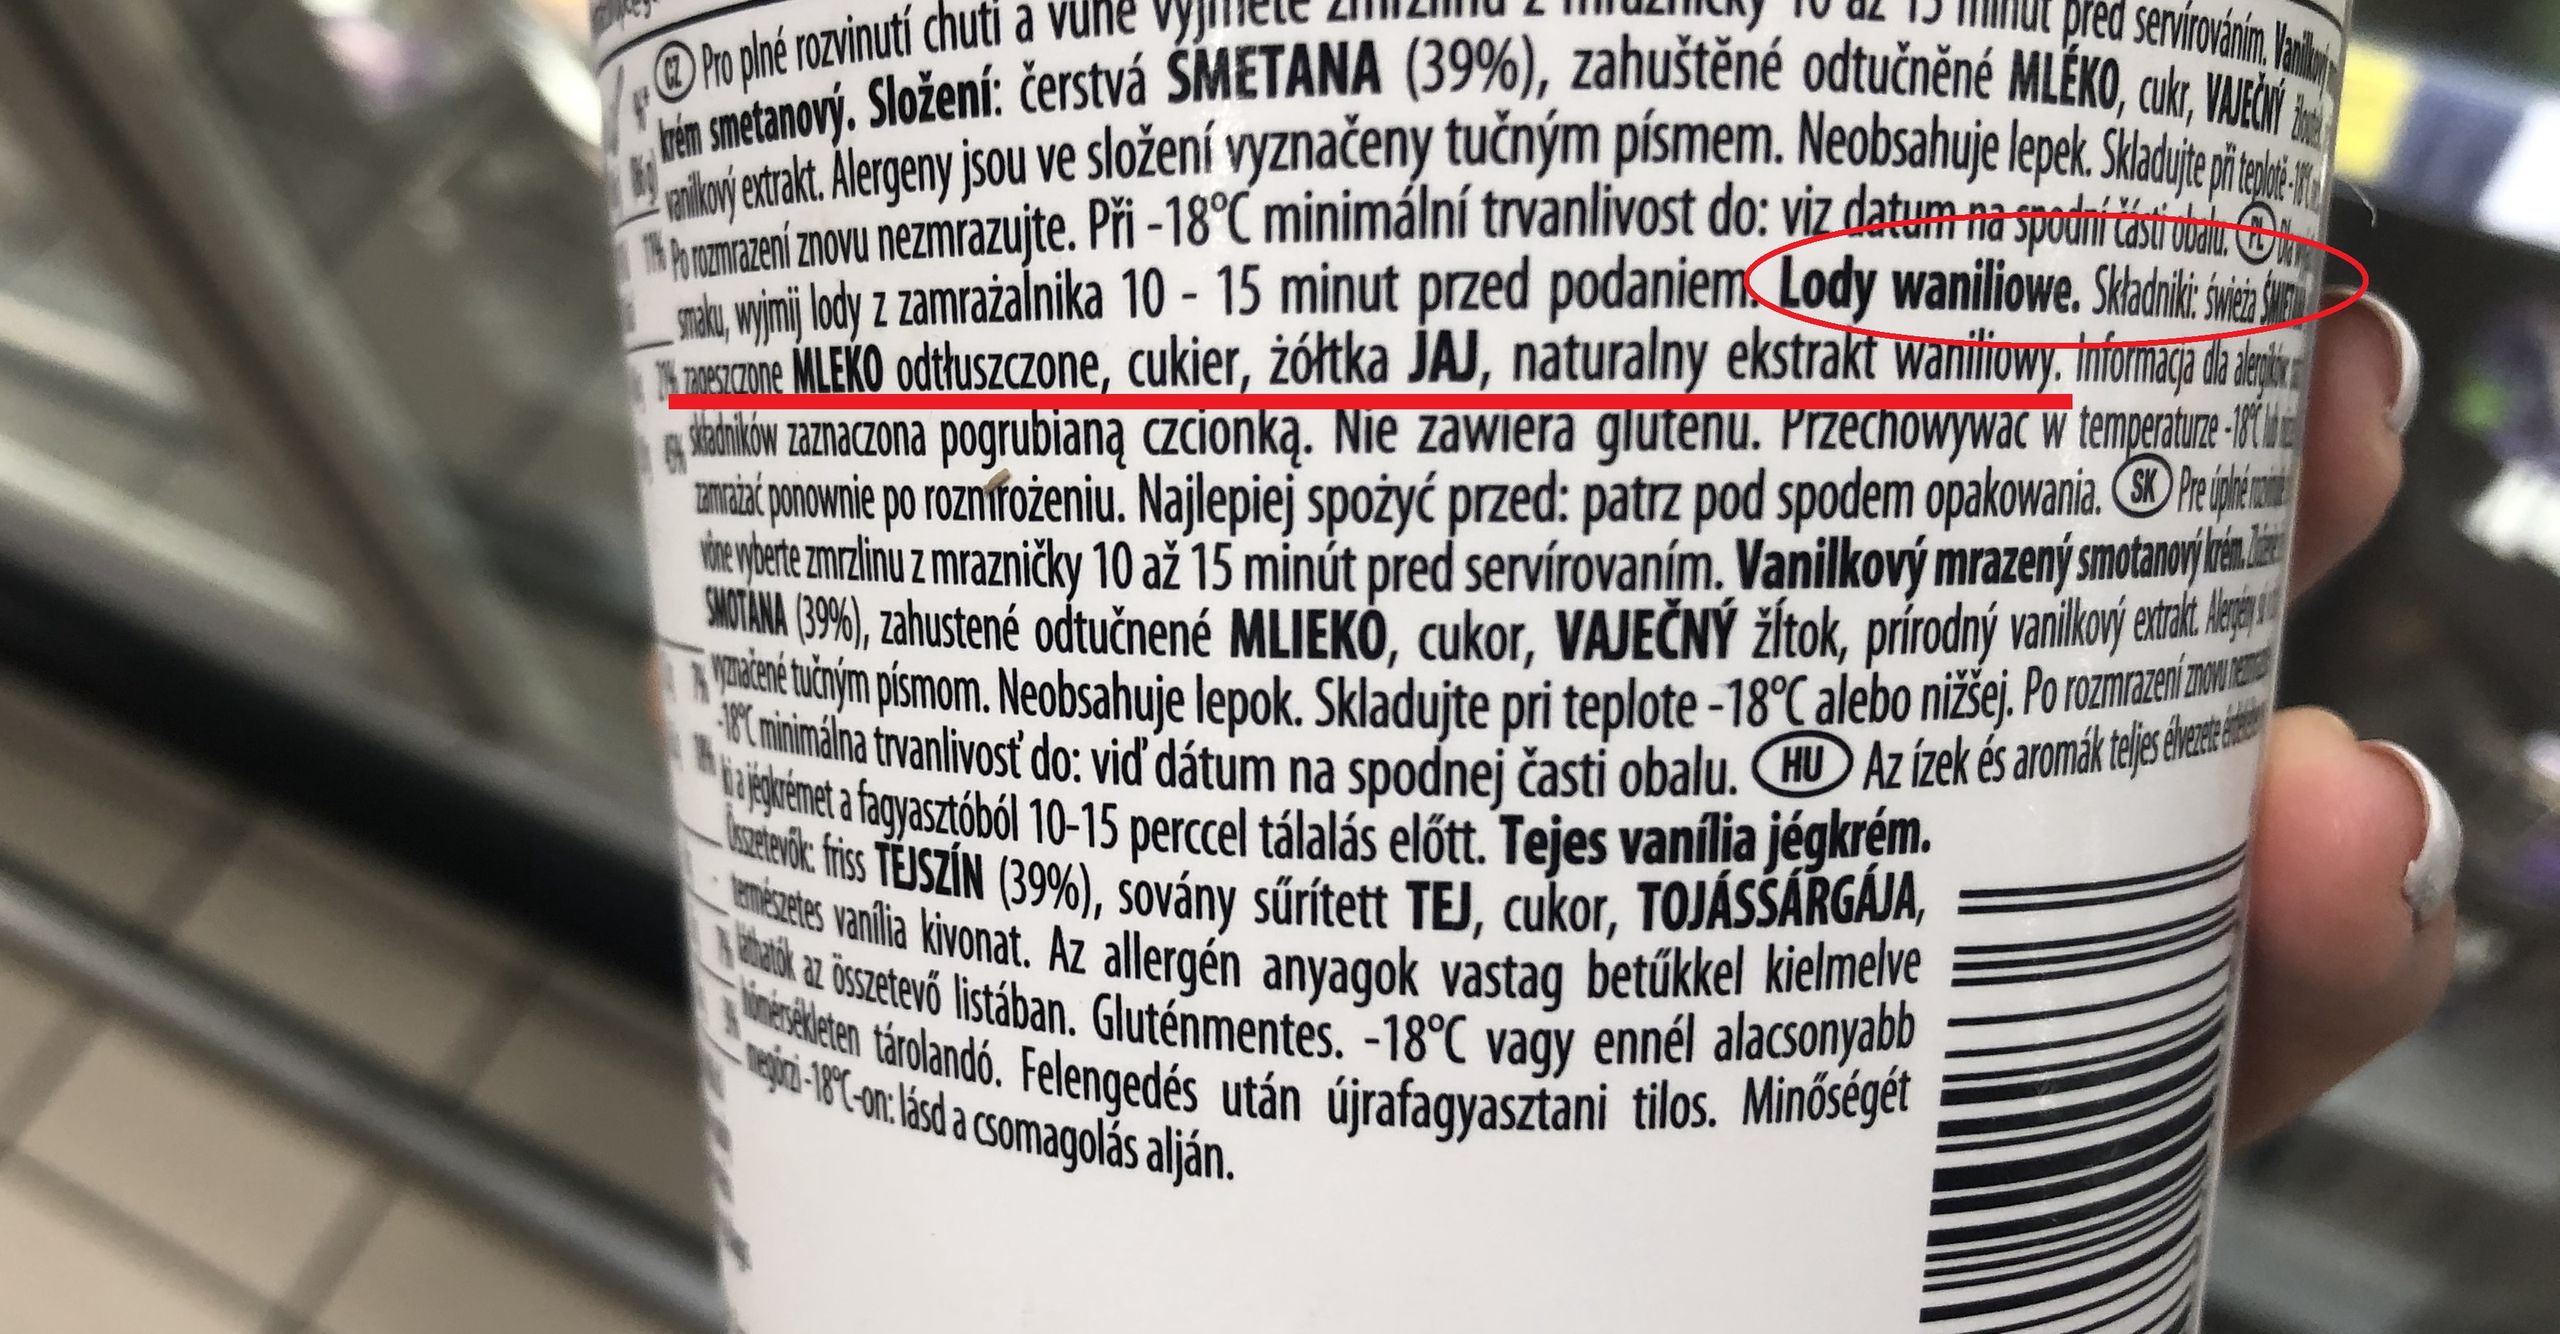 CZ Pro plné rozvinutí chuti a vůně vyjměte zmrzlinu z mrazničky 10 až 15 minut před servírováním. Vanilkový
krém smetanový. Složení: čerstvá SMETANA (39%), zahuštěné odtučněné MLÉKO, cukr, VAJEČNÝ
vanilkový extrakt. Alergeny jsou ve složení vyznačeny tučným písmem. Neobsahuje lepek. Skladujte při teplotě -18°C
Po rozmrazení znovu nezmrazujte. Při -18°C minimální trvanlivost do: viz datum na spodní části obalu. PL Dla
smaku, wyjmij lody z zamrażalnika 10 - 15 minut przed podaniem. Lody waniliowe. Składniki: świeża
zagęszczone MLEKO odtłuszczone, cukier, żółtka JAJ, naturalny ekstrakt waniliowy. Informacja dla alergików:
składników zaznaczona pogrubianą czcionką. Nie zawiera glutenu. Przechowywać w temperaturze -18°C lub
zamrażać ponownie po rozmrożeniu. Najlepiej spożyć przed: patrz pod spodem opakowania. SK Pre úplné
vône vyberte zmrzlinu z mrazničky 10 až 15 minút pred servírovaním. Vanilkový mrazený smotanový krém.
SMOTANA (39%), zahustené odtučnené MLIEKO, cukor, VAJEČNÝ žĺtok, prírodný vanilkový extrakt. Alergény
vyznačené tučným písmom. Neobsahuje lepok. Skladujte pri teplote -18°C alebo nižšej. Po rozmrazení znovu
-18°C minimálna trvanlivosť do: viď dátum na spodnej časti obalu. HU Az ízek és aromák teljes élvezete
ki a jégkrémet a fagyasztóból 10-15 perccel tálalás előtt. Tejes vanília jégkrém.
Összetevők: friss TEJSZÍN (39%), sovány sűrített TEJ, cukor, TOJÁSSÁRGÁJA,
természetes vanília kivonat. Az allergén anyagok vastag betűkkel kielmelve
láthatók az összetevő listában. Gluténmentes. -18°C vagy ennél alacsonyabb
hőmérsékleten tárolandó. Felengedés után újrafagyasztani tilos. Minőségét
megőrzi -18°C-on: lásd a csomagolás alján.